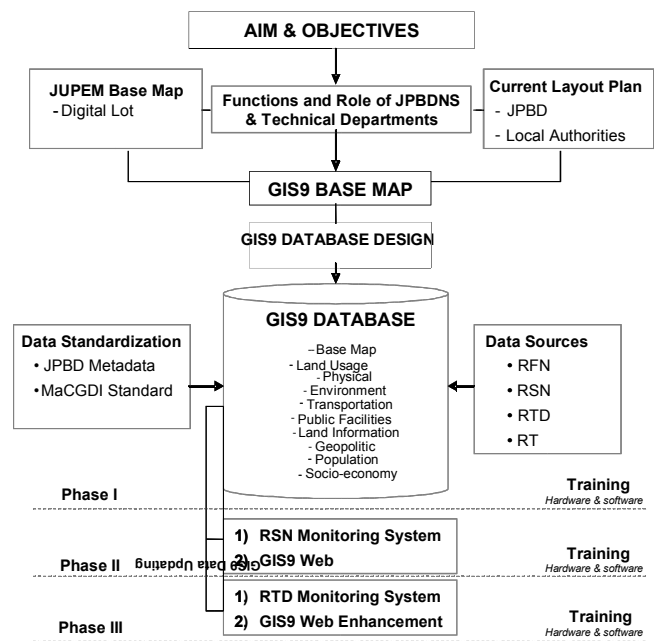 AIM & OBJECTIVES
JUPEM Base Map
- Digital Lot
Functions and Role of JPBDNS
& Technical Departments
Current Layout Plan
- JPBD
- Local Authorities
GIS9 BASE MAP
GIS9 DATABASE DESIGN
GIS9 DATABASE
- Base Map
- Land Usage
- Physical
- Environment
- Transportation
- Public Facilities
- Land Information
- Geopolitic
- Population
- Socio-economy
Data Standardization
• JPBD Metadata
• MaCGDI Standard
Data Sources
• RFN
• RSN
• RTD
• RT
Phase I
Training
Hardware & software
1) RSN Monitoring System
2) GIS9 Web
Phase II
GIS9 Data Updating
Training
Hardware & software
1) RTD Monitoring System
2) GIS9 Web Enhancement
Phase III
Training
Hardware & software